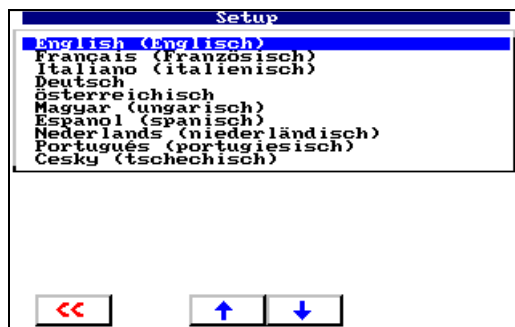 Setup
English (Englisch)
Français (Französisch)
Italiano (italienisch)
Deutsch
österreichisch
Magyar (ungarisch)
Espanol (spanisch)
Nederlands (niederländisch)
Portugués (portugiesisch)
Cesky (tschechisch)
<<